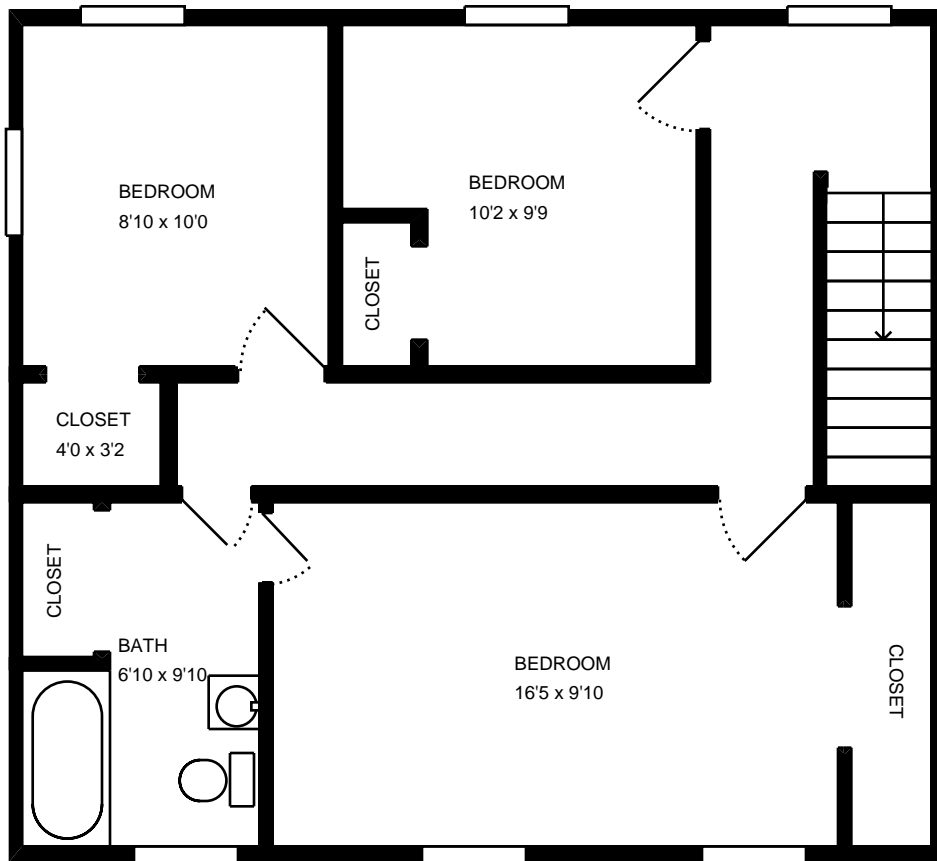 BEDROOM
8'10 x 10'0
BEDROOM
10'2 x 9'9
CLOSET
CLOSET
4'0 x 3'2
CLOSET
BATH
6'10 x 9'10
BEDROOM
16'5 x 9'10
CLOSET